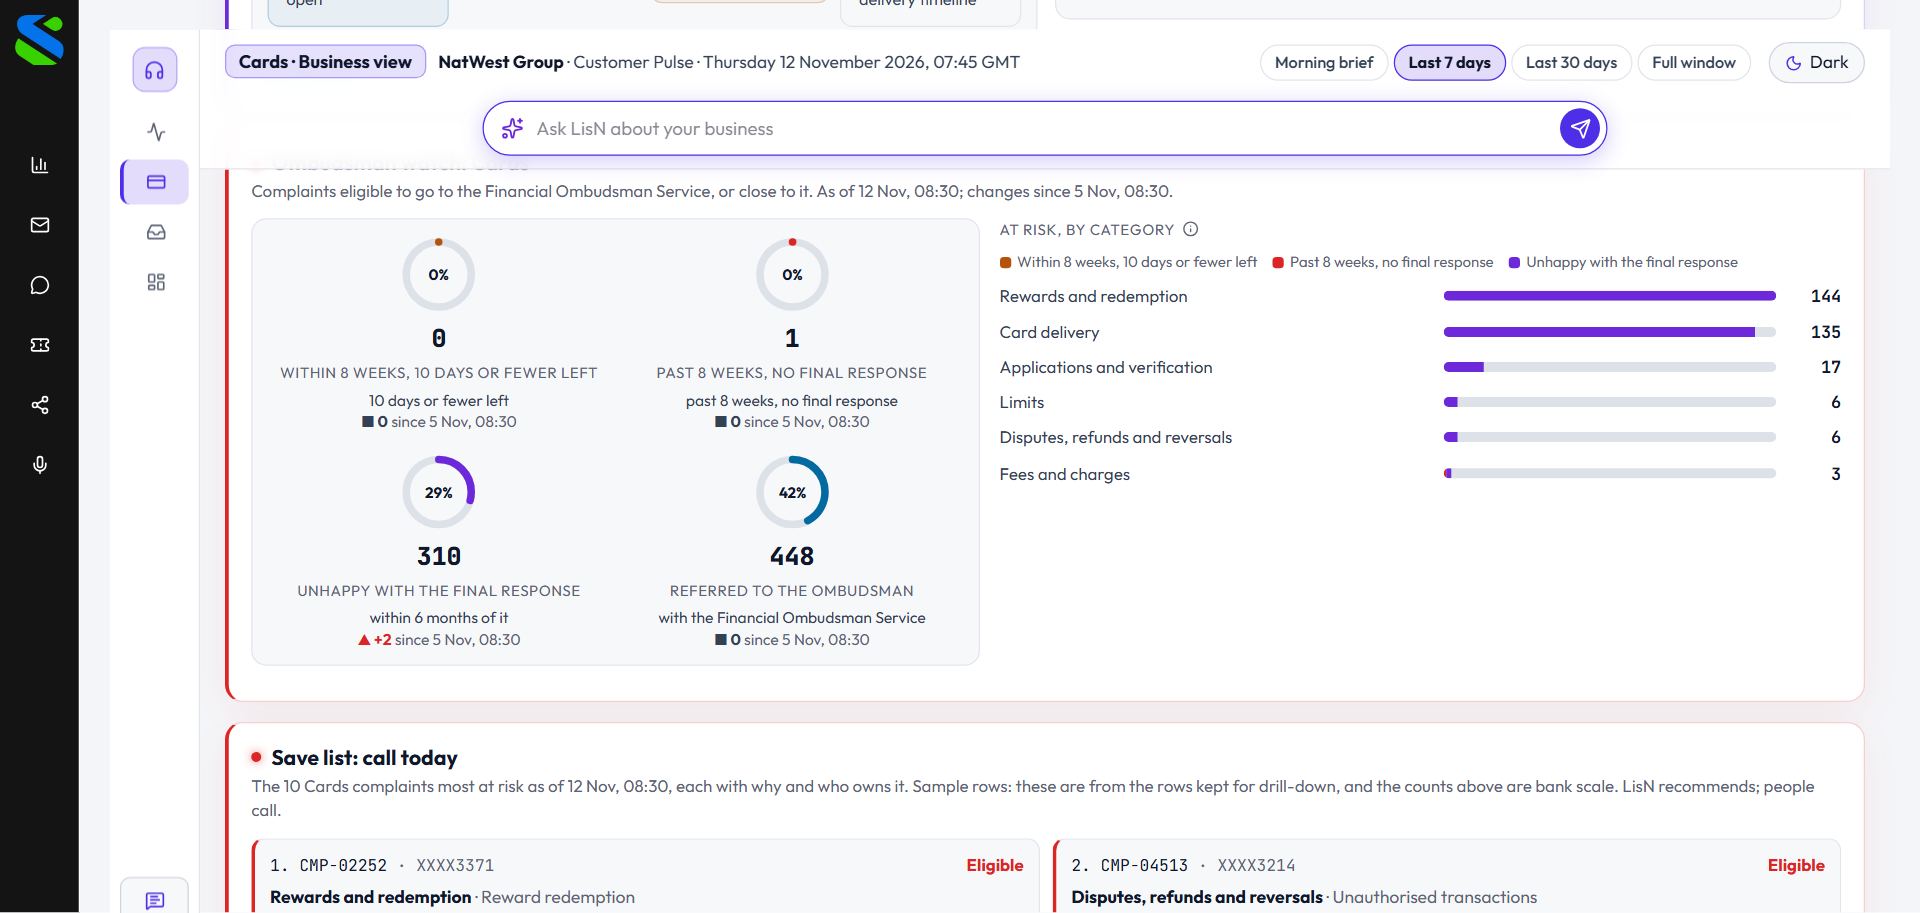 open
delivery timeline
Cards · Business view
NatWest Group · Customer Pulse · Thursday 12 November 2026, 07:45 GMT
Morning brief
Last 7 days
Last 30 days
Full window
Dark
Ask LisN about your business
Ombudsman watch: Cards
Complaints eligible to go to the Financial Ombudsman Service, or close to it. As of 12 Nov, 08:30; changes since 5 Nov, 08:30.
0%
0
WITHIN 8 WEEKS, 10 DAYS OR FEWER LEFT
10 days or fewer left
0 since 5 Nov, 08:30
0%
1
PAST 8 WEEKS, NO FINAL RESPONSE
past 8 weeks, no final response
0 since 5 Nov, 08:30
29%
310
UNHAPPY WITH THE FINAL RESPONSE
within 6 months of it
▲ +2 since 5 Nov, 08:30
42%
448
REFERRED TO THE OMBUDSMAN
with the Financial Ombudsman Service
0 since 5 Nov, 08:30
AT RISK, BY CATEGORY
Within 8 weeks, 10 days or fewer left
Past 8 weeks, no final response
Unhappy with the final response
Rewards and redemption 144
Card delivery 135
Applications and verification 17
Limits 6
Disputes, refunds and reversals 6
Fees and charges 3
Save list: call today
The 10 Cards complaints most at risk as of 12 Nov, 08:30, each with why and who owns it. Sample rows: these are from the rows kept for drill-down, and the counts above are bank scale. LisN recommends; people
call.
1. CMP-02252 · XXXX3371
Eligible
Rewards and redemption · Reward redemption
2. CMP-04513 · XXXX3214
Eligible
Disputes, refunds and reversals · Unauthorised transactions